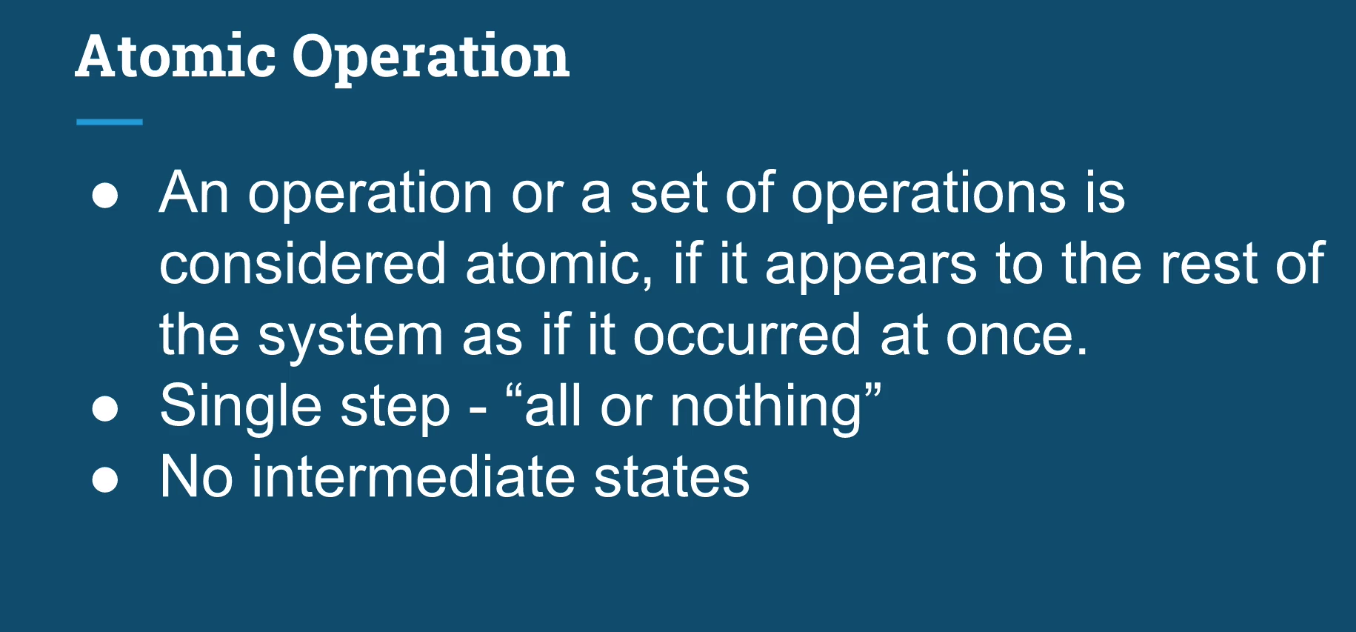 Atomic Operation
● An operation or a set of operations is
considered atomic, if it appears to the rest of
the system as if it occurred at once.
● Single step - “all or nothing”
● No intermediate states